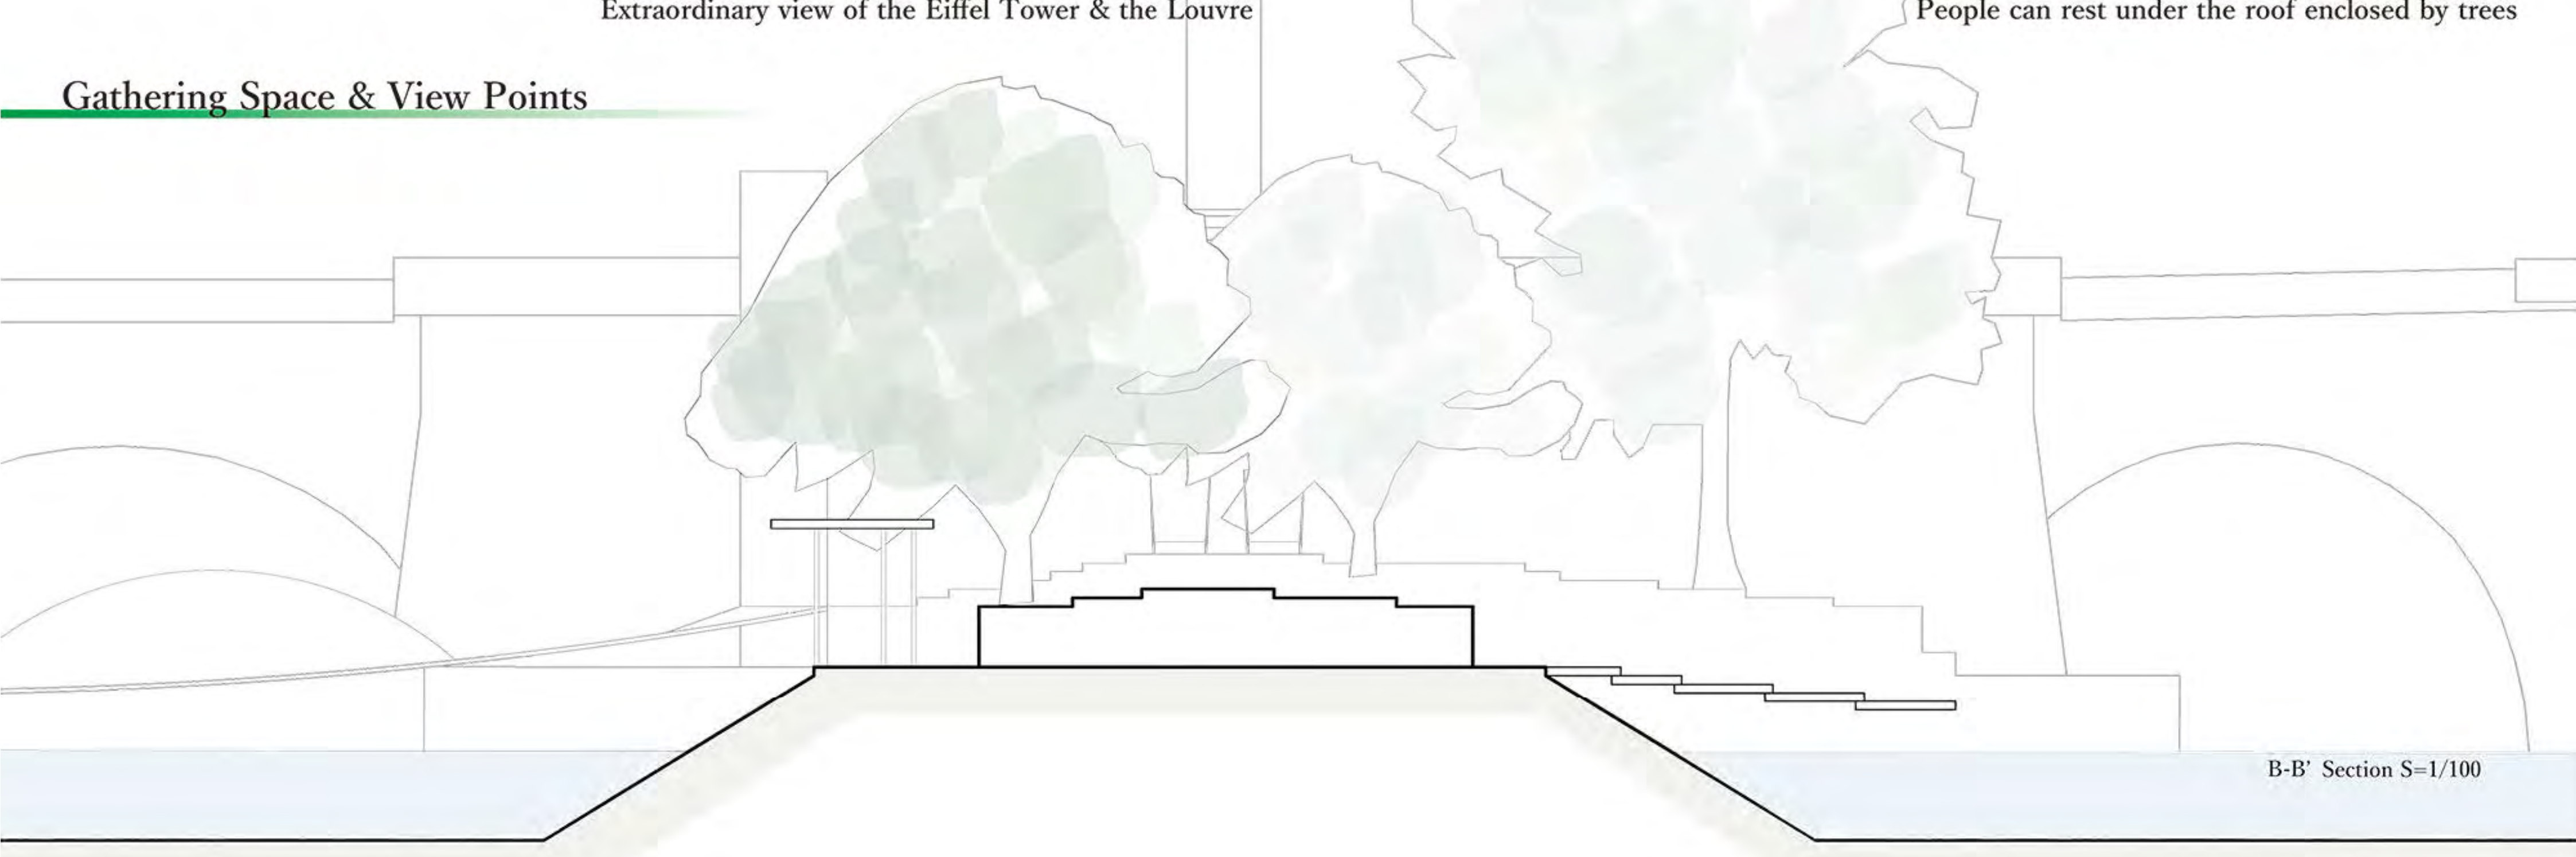 Extraordinary view of the Eiffel Tower & the Louvre
People can rest under the roof enclosed by trees
Gathering Space & View Points
B-B’ Section S=1/100